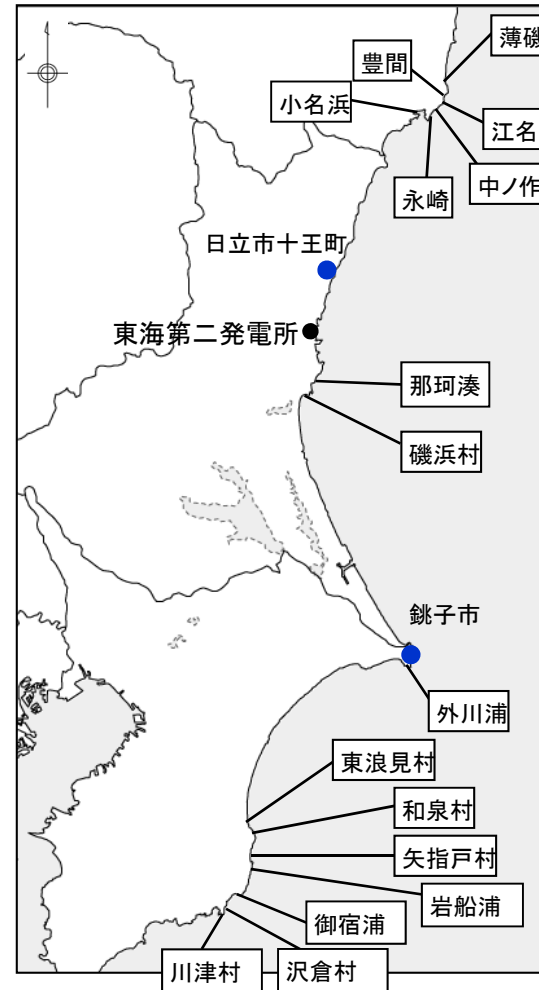 薄磯
豊間
小名浜
江名
中ノ作
永崎
日立市十王町
東海第二発電所
那珂湊
磯浜村
銚子市
外川浦
東浪見村
和泉村
矢指戸村
岩船浦
御宿浦
川津村
沢倉村